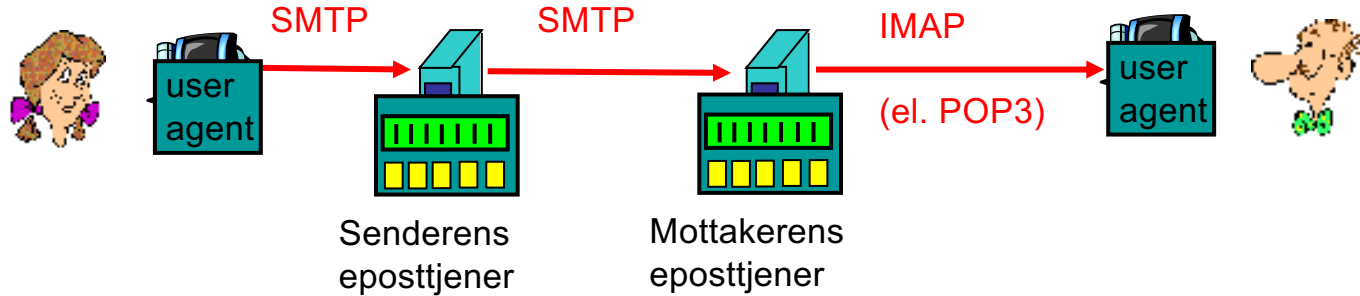 SMTP
SMTP
IMAP
user
agent
(el. POP3)
user
agent
Senderens
eposttjener
Mottakerens
eposttjener